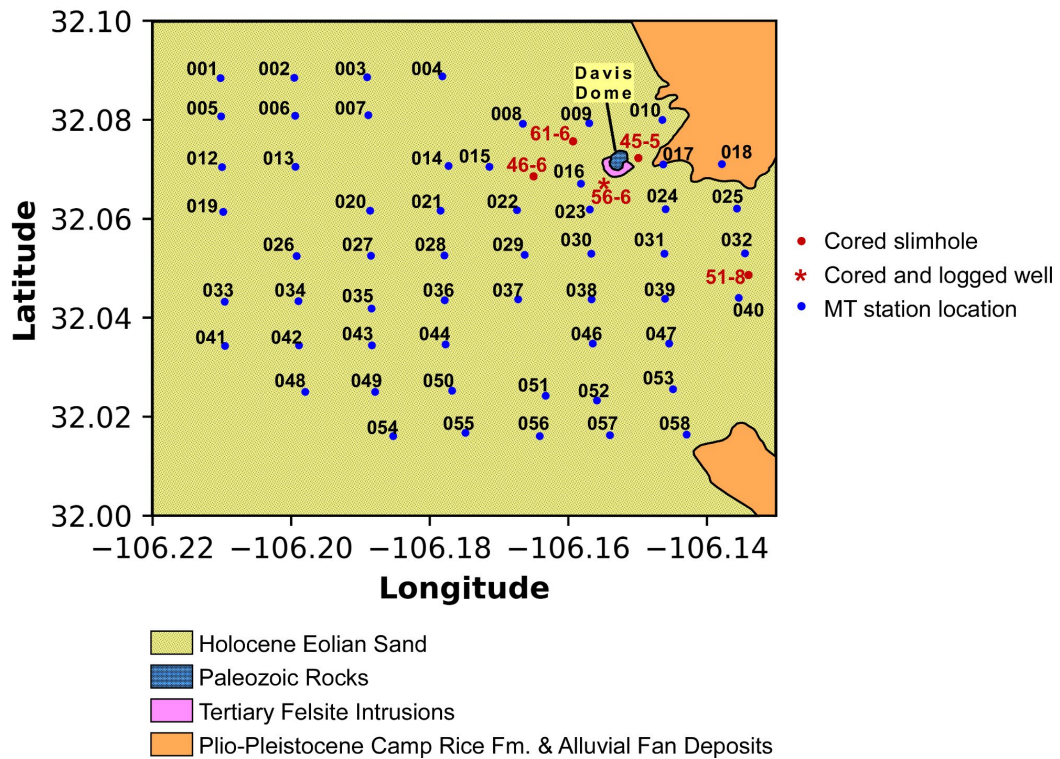 32.10
001 002 003 004
Davis
Dome
32.08
005 006 007 008 009 010
61-6 45-5
012 013 014 015 46-6 016 017 018
56-6
32.06
019 020 021 022 023 024 025
026 027 028 029 030 031 032
51-8
033 034 035 036 037 038 039 040
32.04
041 042 043 044 046 047
048 049 050 051 052 053
32.02
054 055 056 057 058
32.00
−106.22 −106.20 −106.18 −106.16 −106.14
Latitude
Longitude
Cored slimhole
Cored and logged well
MT station location
Holocene Eolian Sand
Paleozoic Rocks
Tertiary Felsite Intrusions
Plio-Pleistocene Camp Rice Fm. & Alluvial Fan Deposits